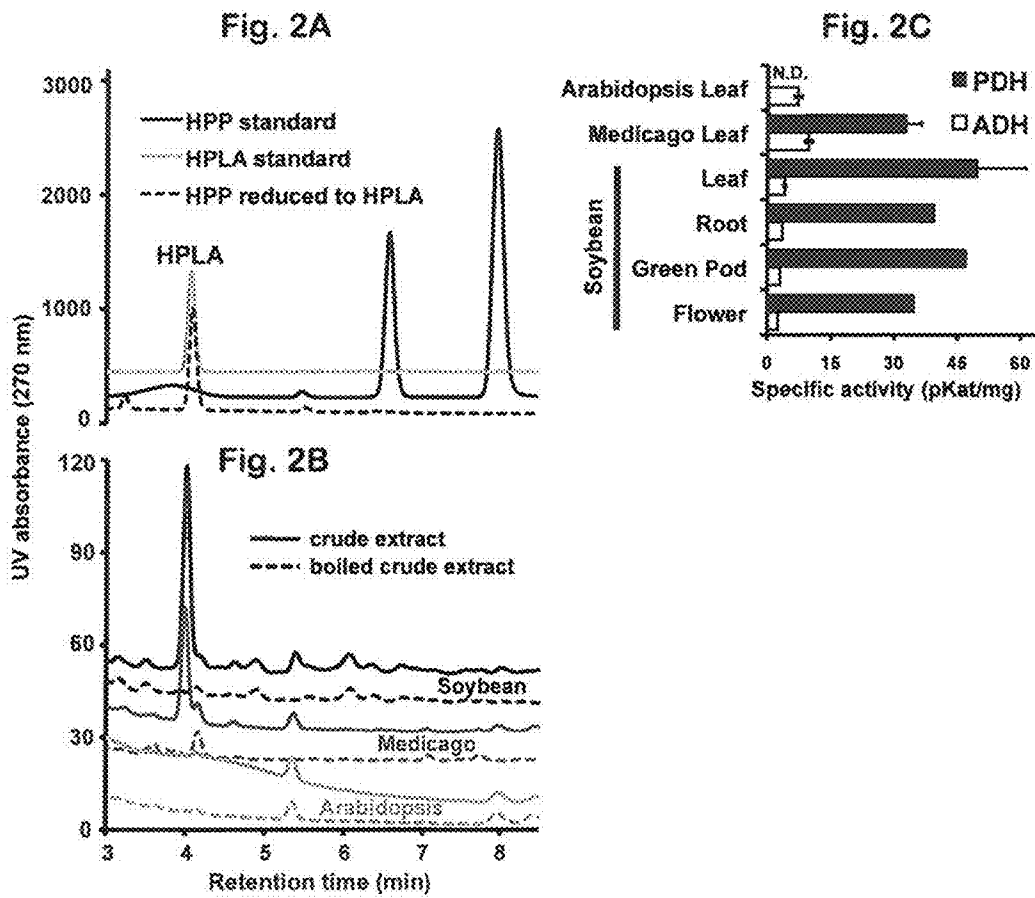 Fig. 2A
3000
2000
1000
0
HPP standard
HPLA standard
HPP reduced to HPLA
HPLA
UV absorbance (270 nm)
Fig. 2B
120
90
60
30
0
crude extract
boiled crude extract
Soybean
Medicago
Arabidopsis
3 4 5 6 7 8
Retention time (min)
Fig. 2C
N.D.
PDH
ADH
Arabidopsis Leaf
Medicago Leaf
Soybean
Leaf
Root
Green Pod
Flower
0 15 30 45 60
Specific activity (pKat/mg)